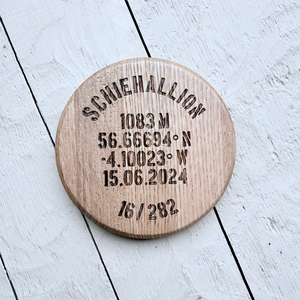 SCHIEHALLION
1083 M
56.66694° N
-4.10023° W
15.06.2024
16/282